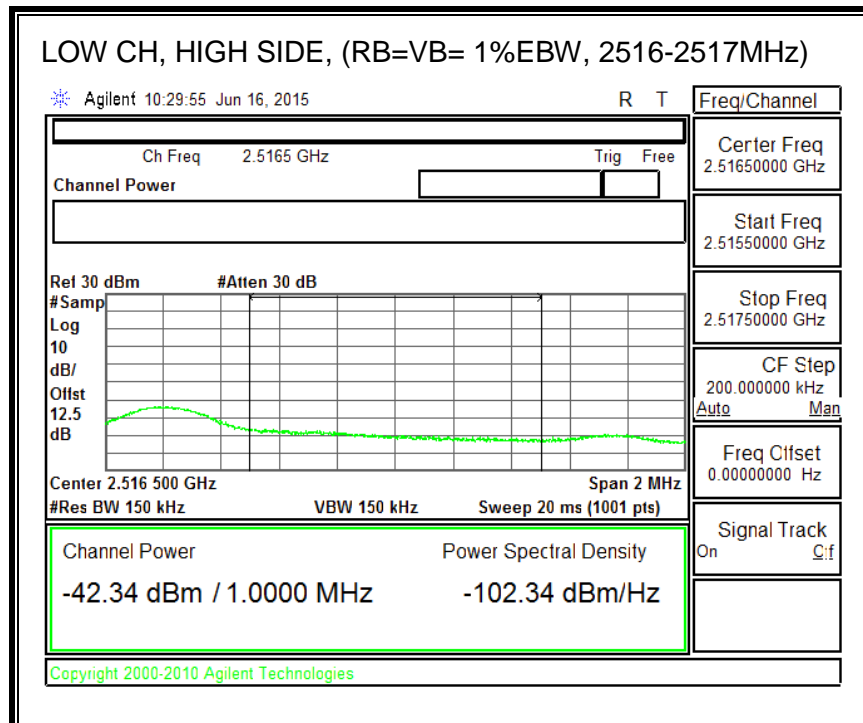 LOW CH, HIGH SIDE, (RB=VB= 1%EBW, 2516-2517MHz)
Agilent 10:29:55 Jun 16, 2015 R T
Freq/Channel
Ch Freq 2.5165 GHz Trig Free
Channel Power
Center Freq
2.51650000 GHz
Start Freq
2.51550000 GHz
Ref 30 dBm #Atten 30 dB
#Samp
Log
10
dB/
Offst
12.5
dB
Stop Freq
2.51750000 GHz
CF Step
200.000000 kHz
Auto Man
Freq Offset
0.00000000 Hz
Center 2.516 500 GHz Span 2 MHz
#Res BW 150 kHz VBW 150 kHz Sweep 20 ms (1001 pts)
Signal Track
On Off
Channel Power Power Spectral Density
-42.34 dBm / 1.0000 MHz -102.34 dBm/Hz
Copyright 2000-2010 Agilent Technologies